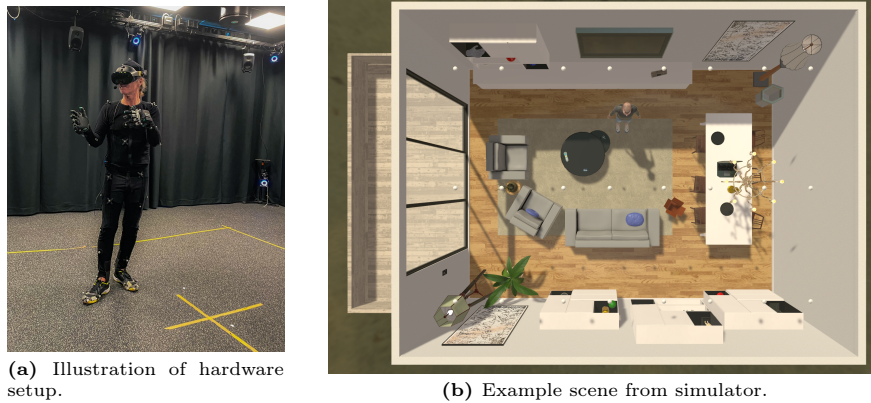 (a) Illustration of hardware
setup.
(b) Example scene from simulator.